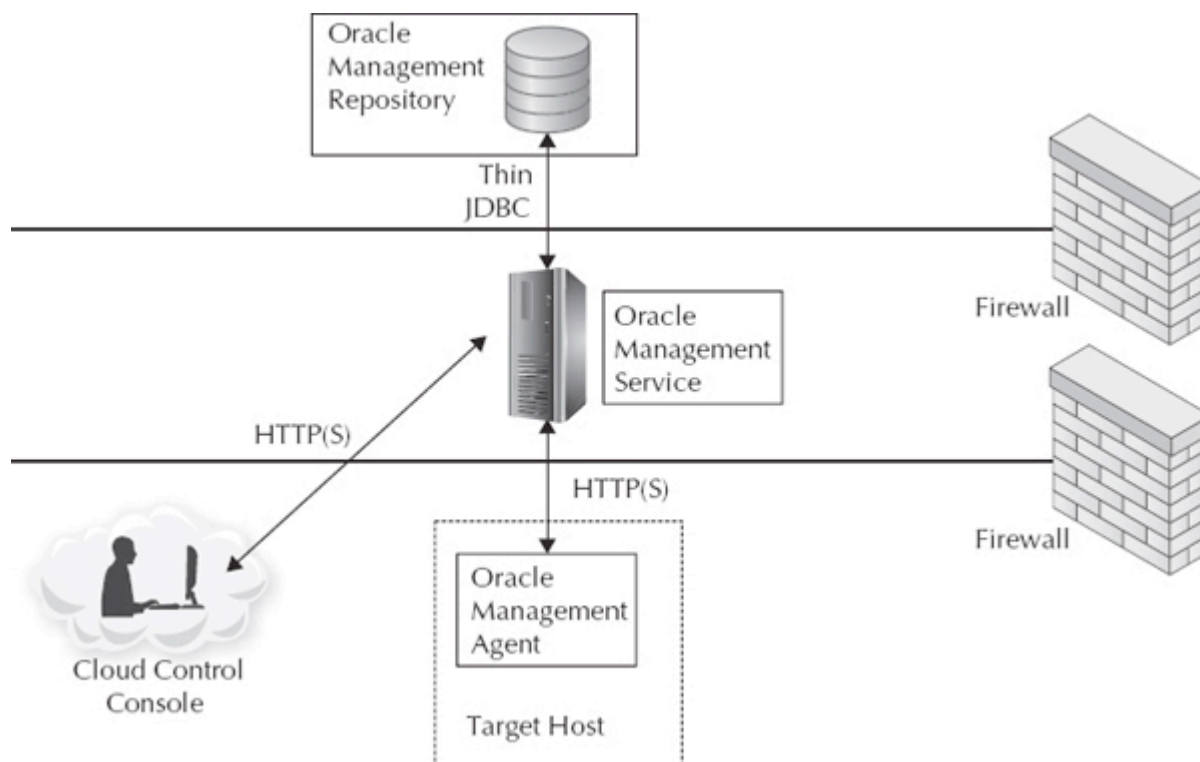 Oracle
Management
Repository
Thin
JDBC
Firewall
Oracle
Management
Service
HTTP(S)
HTTP(S)
Firewall
Oracle
Management
Agent
Cloud Control
Console
Target Host